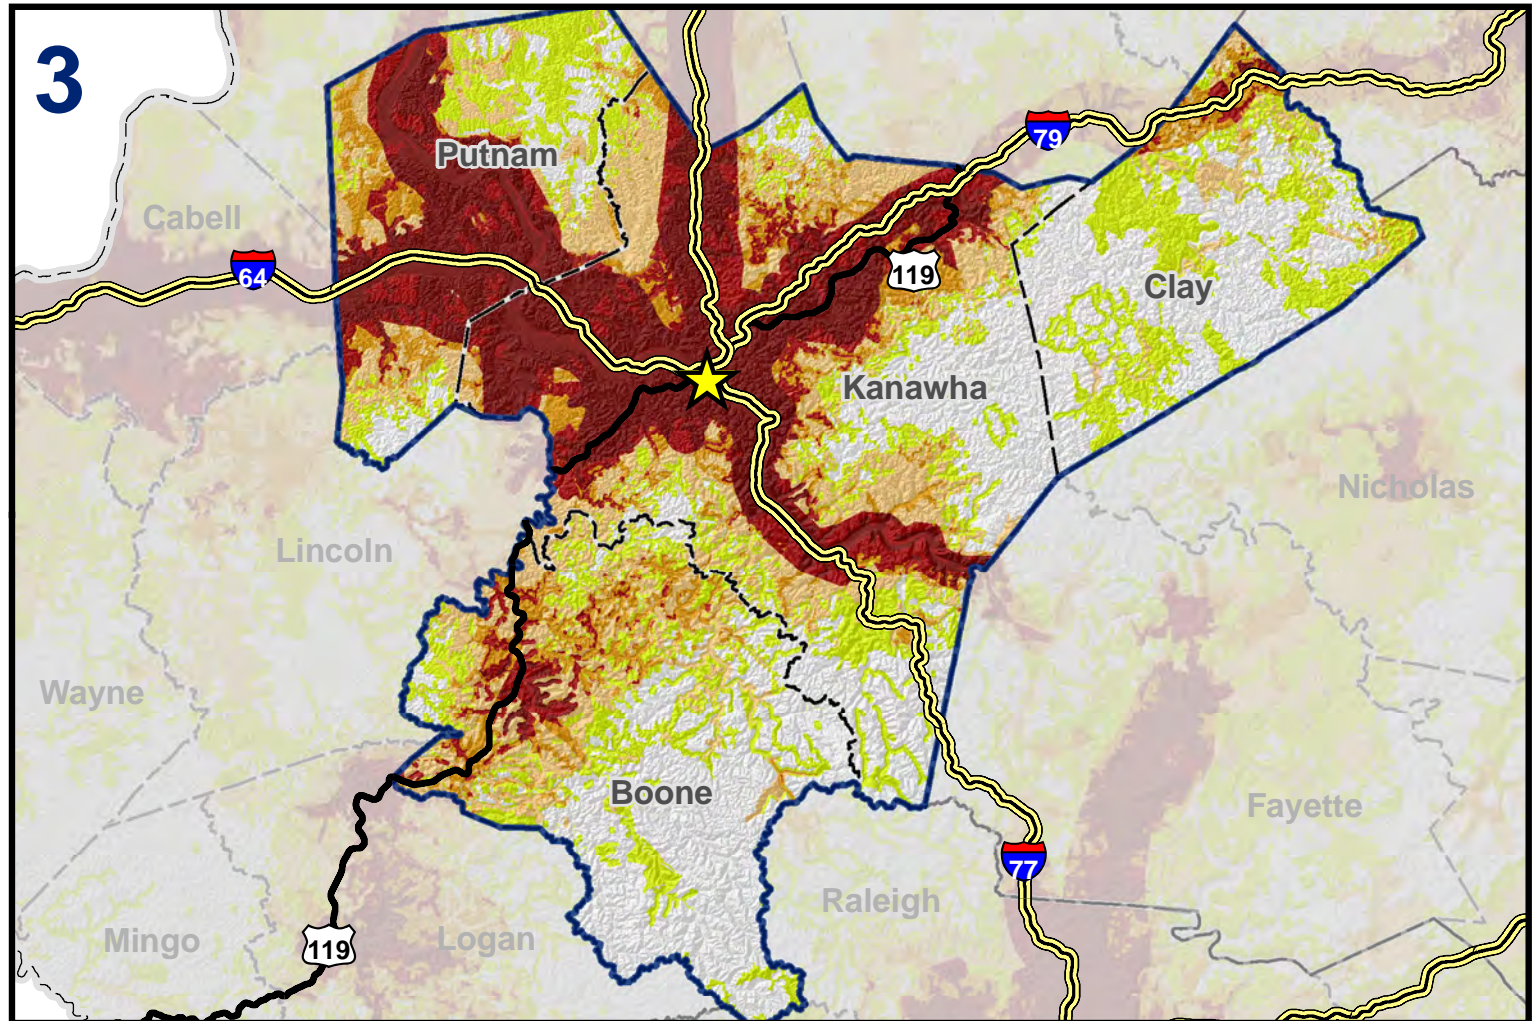 3
Putnam
79
Cabell
119
64
Clay
Kanawha
Nicholas
Lincoln
Wayne
Boone
Fayette
77
Raleigh
Mingo
119
Logan